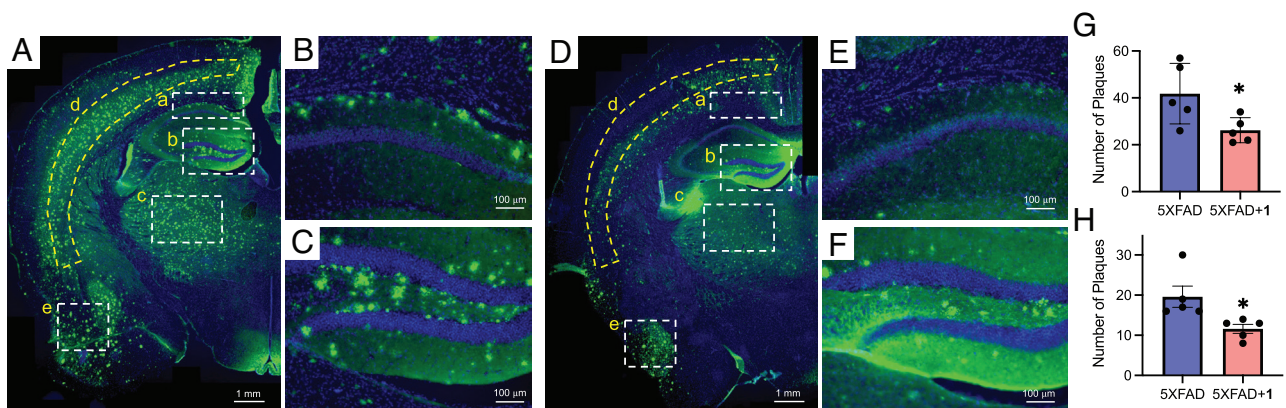 A
d
a
b
c
e
1 mm
B
100 μm
C
100 μm
D
d
a
b
c
e
1 mm
E
100 μm
F
100 μm
G
Number of Plaques
60
40
20
0
*
5XFAD
5XFAD+1
H
Number of Plaques
30
20
10
0
*
5XFAD
5XFAD+1